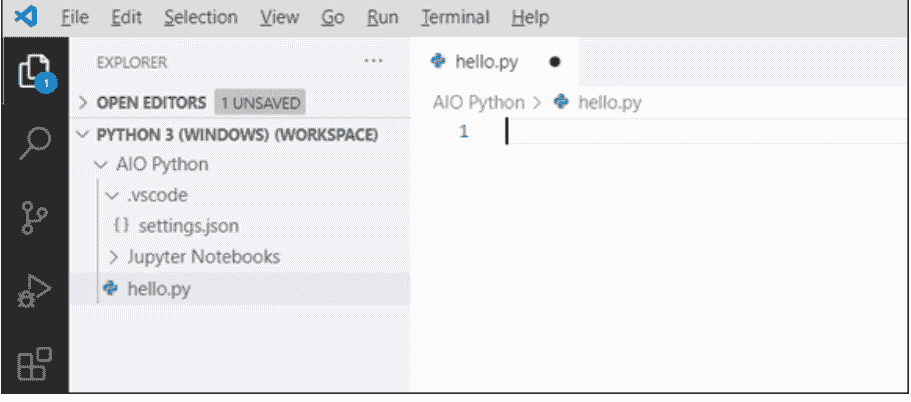 File Edit Selection View Go Run Terminal Help
EXPLORER ...
hello.py
1
OPEN EDITORS 1 UNSAVED
AIO Python > hello.py
PYTHON 3 (WINDOWS) (WORKSPACE)
1
AIO Python
.vscode
{} settings.json
> Jupyter Notebooks
hello.py